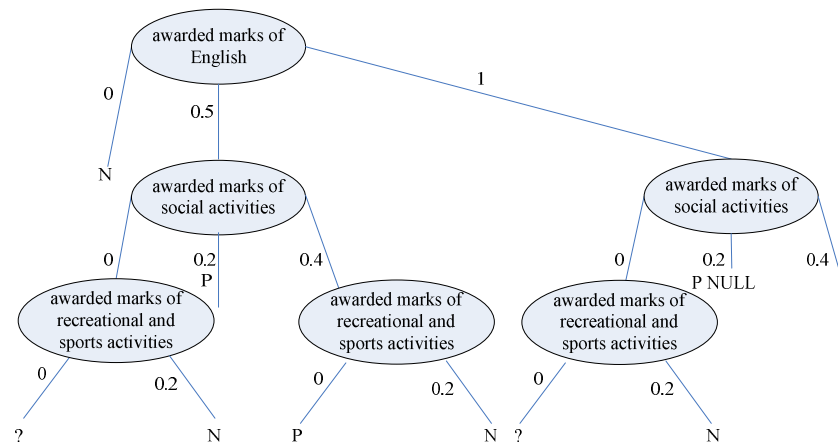 awarded marks of
English
1
0
0.5
N
awarded marks of
social activities
awarded marks of
social activities
0
0.2
P
0.4
0
0.2
P NULL
0.4
awarded marks of
recreational and
sports activities
awarded marks of
recreational and
sports activities
awarded marks of
recreational and
sports activities
0
0.2
0
0.2
0
0.2
?
N
P
N
?
N